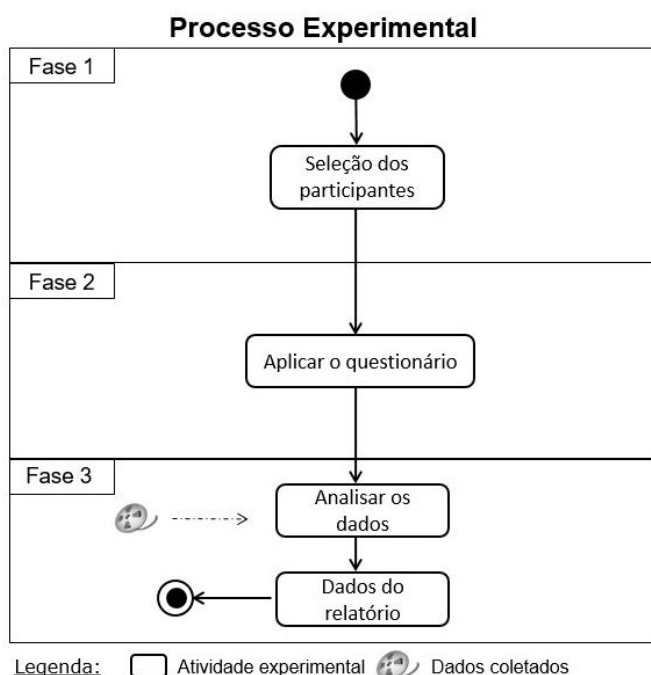 Processo Experimental
Fase 1
Seleção dos
participantes
Fase 2
Aplicar o questionário
Fase 3
Analisar os
dados
Dados do
relatório
Legenda: Atividade experimental Dados coletados